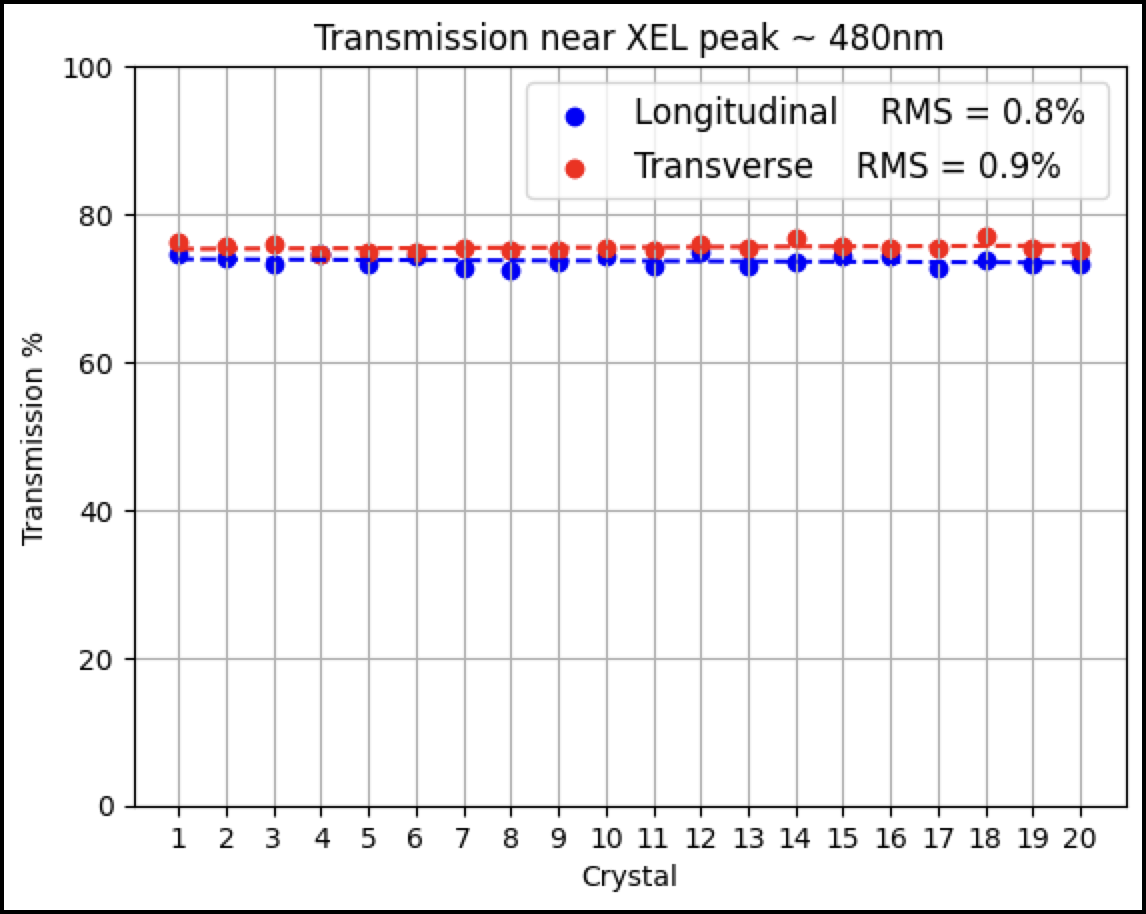 Transmission near XEL peak ~ 480nm
Longitudinal RMS = 0.8%
Transverse RMS = 0.9%
Transmission %
100
80
60
40
20
0
1 2 3 4 5 6 7 8 9 10 11 12 13 14 15 16 17 18 19 20
Crystal